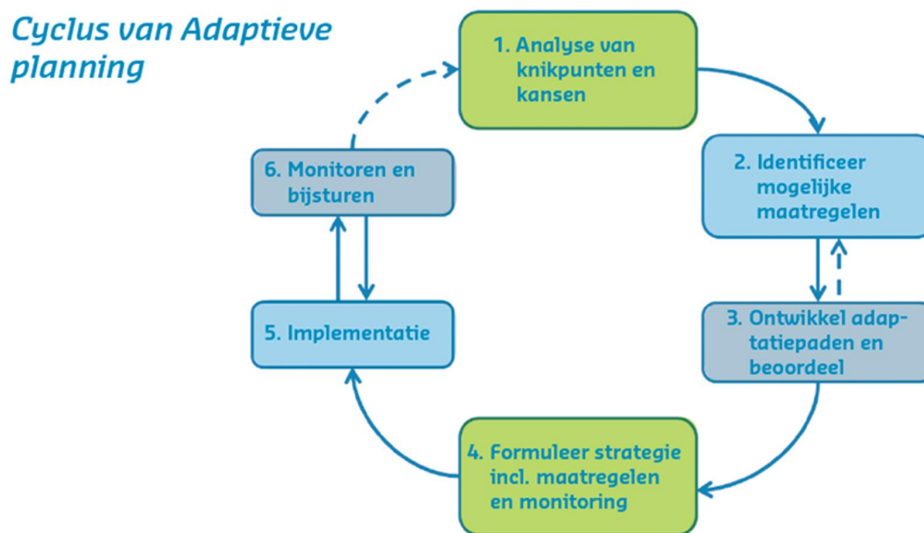 Cyclus van Adaptieve
planning
1. Analyse van
knikpunten en
kansen
2. Identificeer
mogelijke
maatregelen
3. Ontwikkel adap-
tatiepaden en
beoordeel
4. Formuleer strategie
incl. maatregelen
en monitoring
5. Implementatie
6. Monitoren en
bijsturen